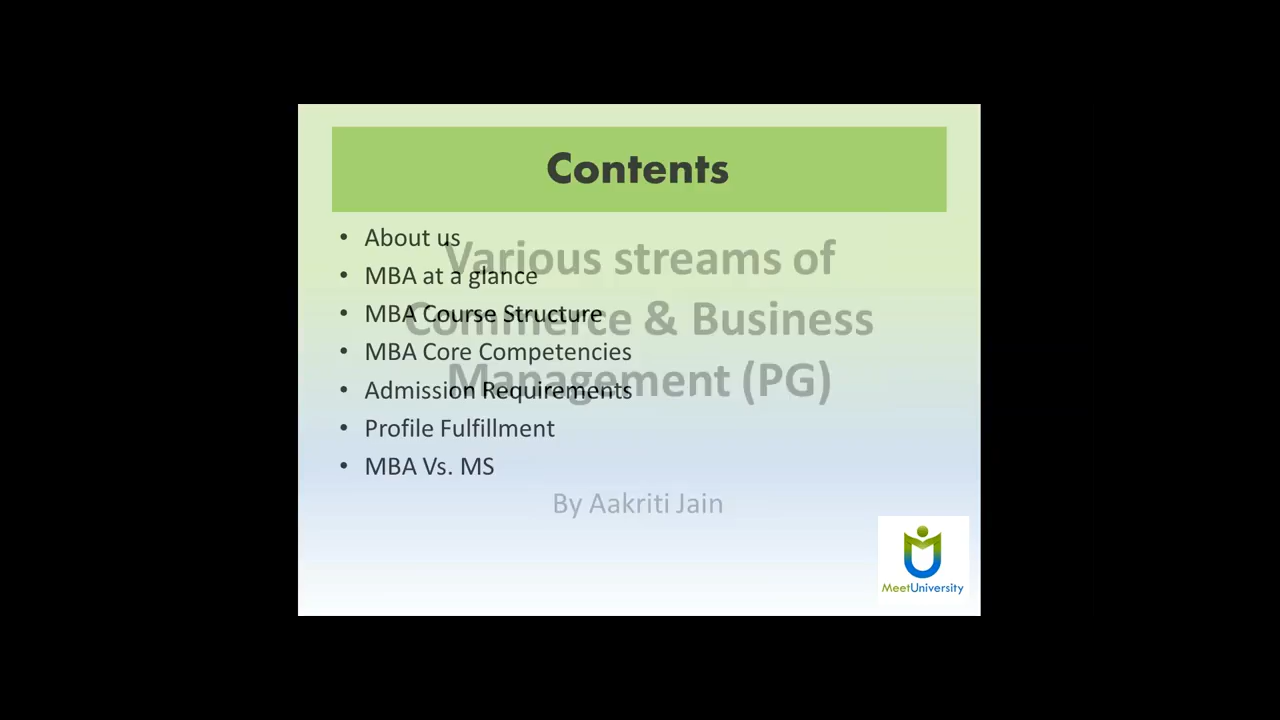 Contents
• About us
• MBA at a glance
• MBA Course Structure
• MBA Core Competencies
• Admission Requirements
• Profile Fulfillment
• MBA Vs. MS
Various streams of
Commerce & Business
Management (PG)
By Aakriti Jain
MeetUniversity